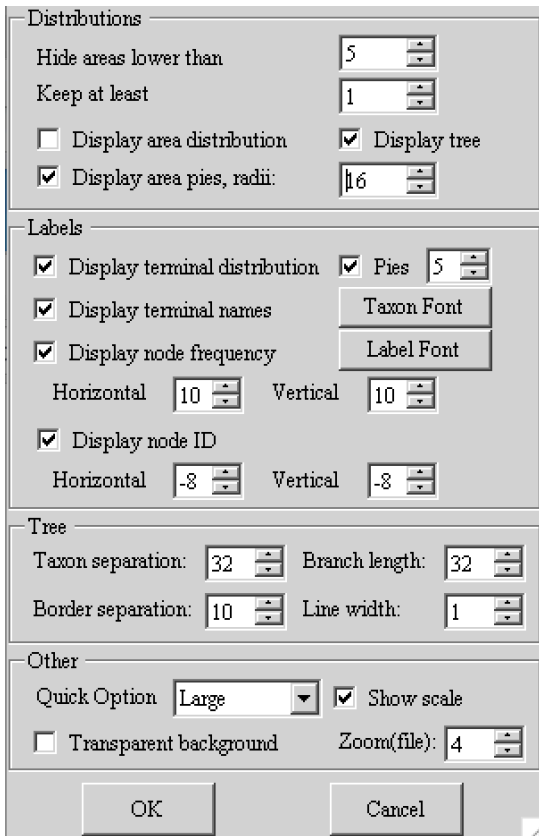 Distributions
Hide areas lower than 5
Keep at least 1
Display area distribution Display tree
Display area pies, radii: 16
Labels
Display terminal distribution Pies 5
Display terminal names Taxon Font
Display node frequency Label Font
Horizontal 10 Vertical 10
Display node ID
Horizontal -8 Vertical -8
Tree
Taxon separation: 32 Branch length: 32
Border separation: 10 Line width: 1
Other
Quick Option Large Show scale
Transparent background Zoom(file): 4
OK Cancel